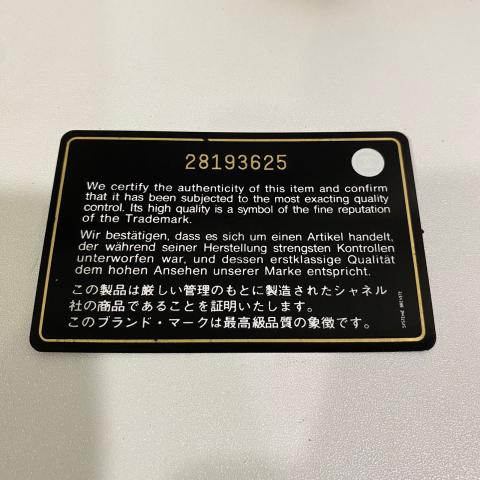 28193625
We certify the authenticity of this item and confirm
that it has been subjected to the most exacting quality
control. Its high quality is a symbol of the fine reputation
of the Trademark.
Wir bestätigen, dass es sich um einen Artikel handelt,
der während seiner Herstellung strengsten Kontrollen
unterworfen war, und dessen erstklassige Qualität
dem hohen Ansehen unserer Marke entspricht.
この製品は厳しい管理のもとに製造されたシャネル
社の商品であることを証明いたします。
このブランド・マークは最高級品質の象徴です。